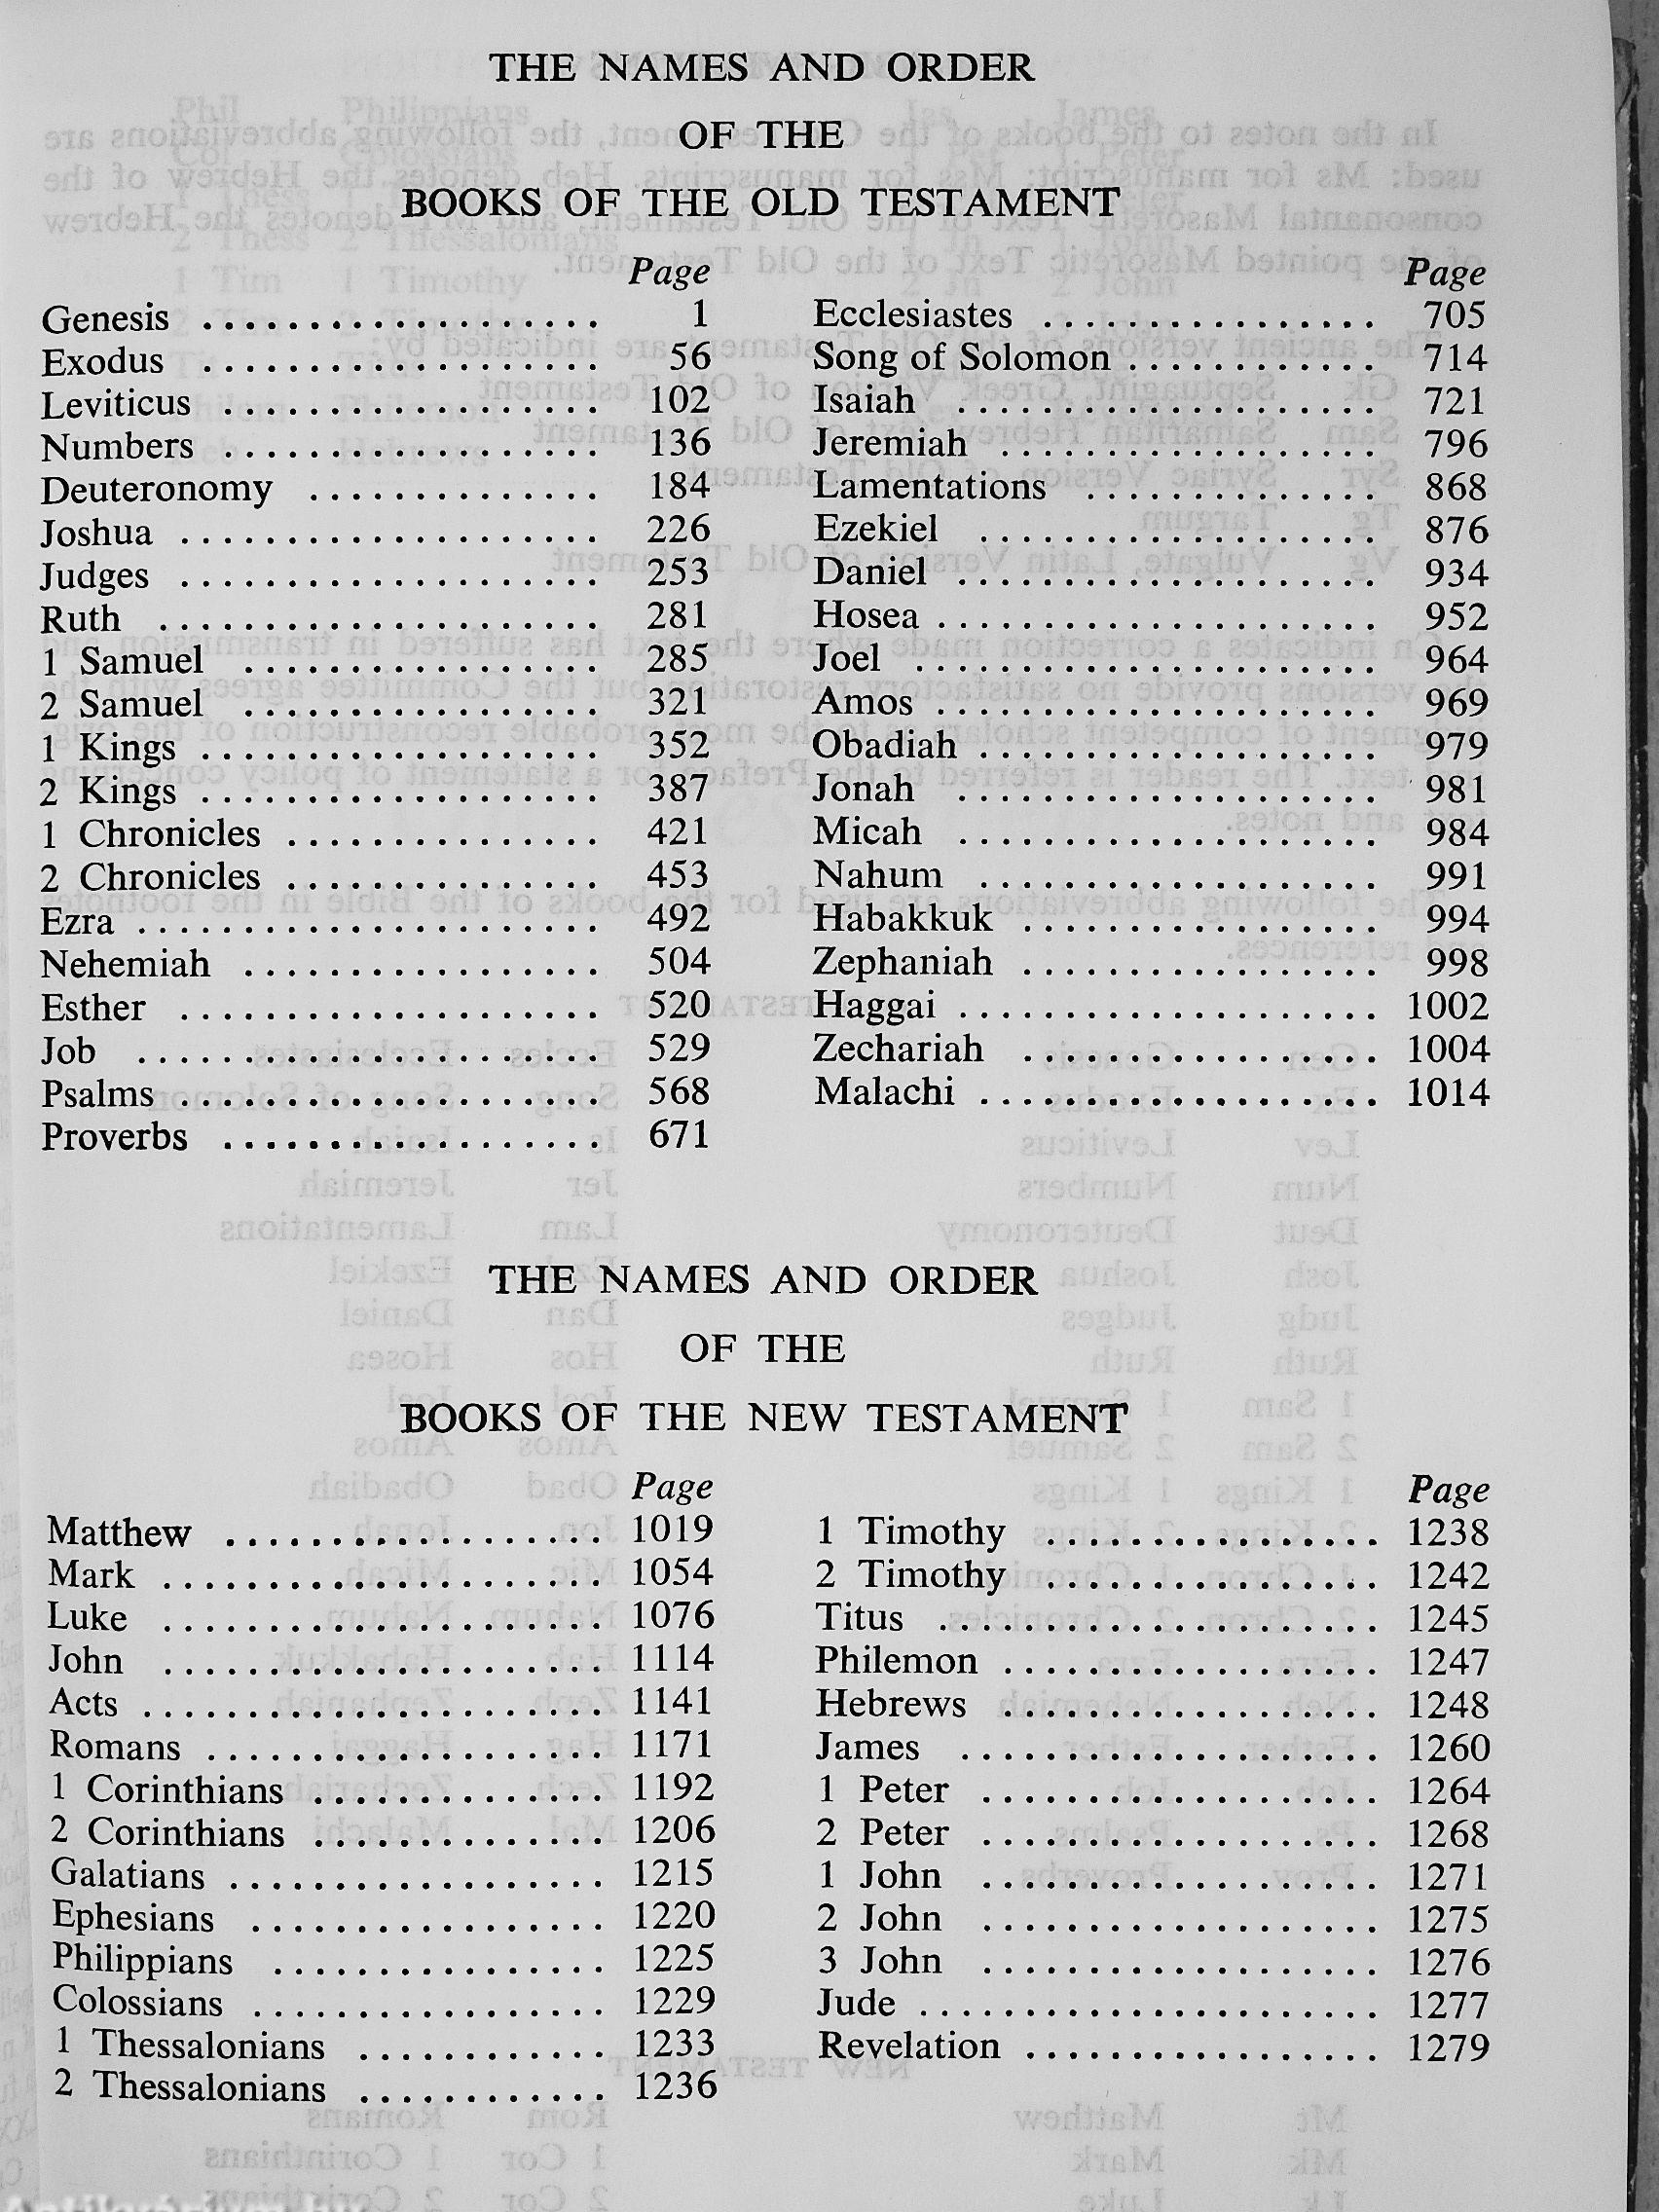 THE NAMES AND ORDER
OF THE
BOOKS OF THE OLD TESTAMENT
Page
Genesis . . . . . . . . . . . . . . . . . . . 1
Exodus . . . . . . . . . . . . . . . . . . . 56
Leviticus . . . . . . . . . . . . . . . . . . 102
Numbers . . . . . . . . . . . . . . . . . . 136
Deuteronomy . . . . . . . . . . . . . . 184
Joshua . . . . . . . . . . . . . . . . . . . . 226
Judges . . . . . . . . . . . . . . . . . . . . 253
Ruth . . . . . . . . . . . . . . . . . . . . . 281
1 Samuel . . . . . . . . . . . . . . . . . 285
2 Samuel . . . . . . . . . . . . . . . . . 321
1 Kings . . . . . . . . . . . . . . . . . . . 352
2 Kings . . . . . . . . . . . . . . . . . . . 387
1 Chronicles . . . . . . . . . . . . . . . 421
2 Chronicles . . . . . . . . . . . . . . . 453
Ezra . . . . . . . . . . . . . . . . . . . . . . 492
Nehemiah . . . . . . . . . . . . . . . . . 504
Esther . . . . . . . . . . . . . . . . . . . . 520
Job . . . . . . . . . . . . . . . . . . . . . . 529
Psalms . . . . . . . . . . . . . . . . . . . . 568
Proverbs . . . . . . . . . . . . . . . . . . 671
Page
Ecclesiastes . . . . . . . . . . . . . . . . 705
Song of Solomon . . . . . . . . . . . . 714
Isaiah . . . . . . . . . . . . . . . . . . . . 721
Jeremiah . . . . . . . . . . . . . . . . . . 796
Lamentations . . . . . . . . . . . . . . 868
Ezekiel . . . . . . . . . . . . . . . . . . . 876
Daniel . . . . . . . . . . . . . . . . . . . . 934
Hosea . . . . . . . . . . . . . . . . . . . . . 952
Joel . . . . . . . . . . . . . . . . . . . . . . 964
Amos . . . . . . . . . . . . . . . . . . . . . 969
Obadiah . . . . . . . . . . . . . . . . . . . . 979
Jonah . . . . . . . . . . . . . . . . . . . . 981
Micah . . . . . . . . . . . . . . . . . . . . 984
Nahum . . . . . . . . . . . . . . . . . . . 991
Habakkuk . . . . . . . . . . . . . . . . . 994
Zephaniah . . . . . . . . . . . . . . . . . 998
Haggai . . . . . . . . . . . . . . . . . . . . 1002
Zechariah . . . . . . . . . . . . . . . . . 1004
Malachi . . . . . . . . . . . . . . . . . . . 1014
THE NAMES AND ORDER
OF THE
BOOKS OF THE NEW TESTAMENT
Page
Matthew . . . . . . . . . . . . . . . . . . 1019
Mark . . . . . . . . . . . . . . . . . . . . . 1054
Luke . . . . . . . . . . . . . . . . . . . . . 1076
John . . . . . . . . . . . . . . . . . . . . . 1114
Acts . . . . . . . . . . . . . . . . . . . . . . 1141
Romans . . . . . . . . . . . . . . . . . . . 1171
1 Corinthians . . . . . . . . . . . . . . 1192
2 Corinthians . . . . . . . . . . . . . . 1206
Galatians . . . . . . . . . . . . . . . . . . 1215
Ephesians . . . . . . . . . . . . . . . . . 1220
Philippians . . . . . . . . . . . . . . . . 1225
Colossians . . . . . . . . . . . . . . . . . 1229
1 Thessalonians . . . . . . . . . . . . 1233
2 Thessalonians . . . . . . . . . . . . 1236
Page
1 Timothy . . . . . . . . . . . . . . . . 1238
2 Timothy . . . . . . . . . . . . . . . . 1242
Titus . . . . . . . . . . . . . . . . . . . . . 1245
Philemon . . . . . . . . . . . . . . . . . . 1247
Hebrews . . . . . . . . . . . . . . . . . . 1248
James . . . . . . . . . . . . . . . . . . . . 1260
1 Peter . . . . . . . . . . . . . . . . . . . 1264
2 Peter . . . . . . . . . . . . . . . . . . . 1268
1 John . . . . . . . . . . . . . . . . . . . 1271
2 John . . . . . . . . . . . . . . . . . . . 1275
3 John . . . . . . . . . . . . . . . . . . . 1276
Jude . . . . . . . . . . . . . . . . . . . . . . 1277
Revelation . . . . . . . . . . . . . . . . . 1279